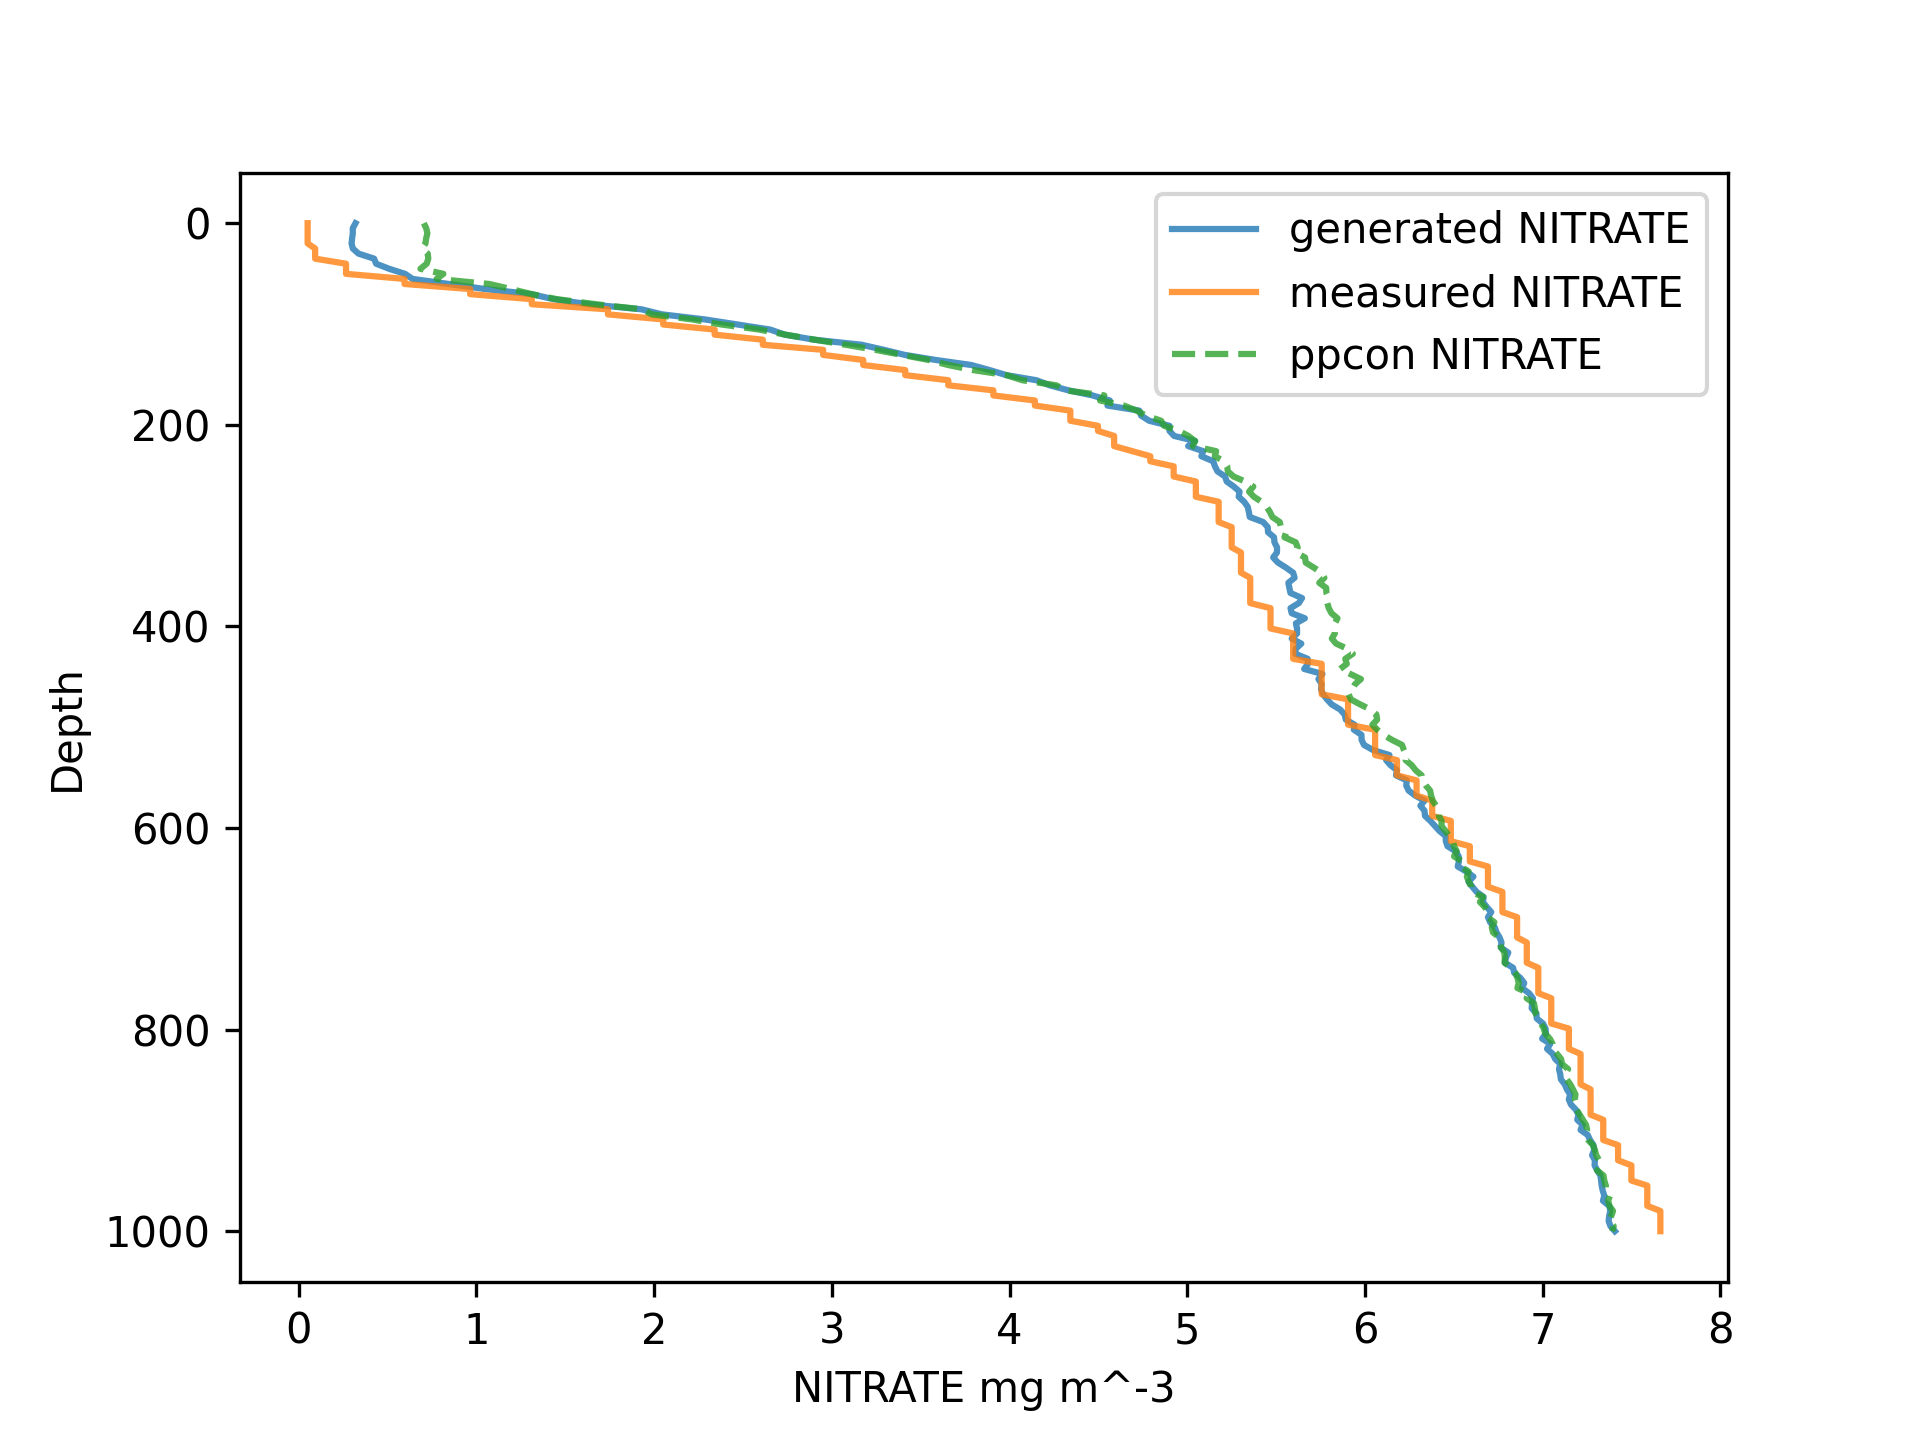 generated NITRATE
measured NITRATE
ppcon NITRATE
0
200
400
600
800
1000
Depth
0 1 2 3 4 5 6 7 8
NITRATE mg m^-3